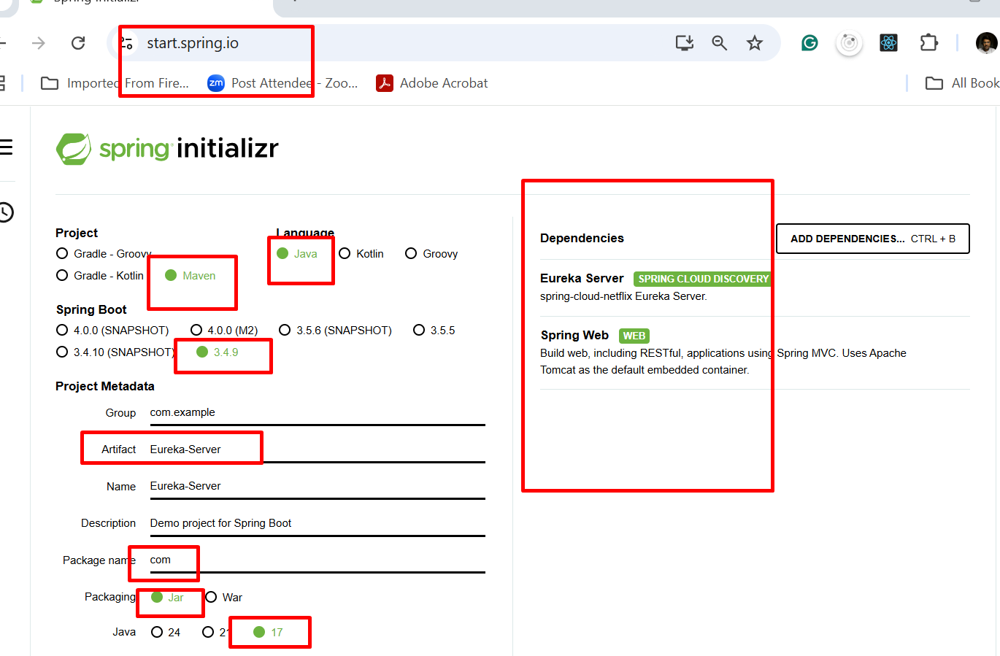 start.spring.io
Imported From Fire...
zm Post Attendee - Zoo...
Adobe Acrobat
All Book
spring initializr
Project
Gradle - Groovy
Gradle - Kotlin
Maven
Language
Java
Kotlin
Groovy
Spring Boot
4.0.0 (SNAPSHOT)
4.0.0 (M2)
3.5.6 (SNAPSHOT)
3.5.5
3.4.10 (SNAPSHOT)
3.4.9
Project Metadata
Group com.example
Artifact Eureka-Server
Name Eureka-Server
Description Demo project for Spring Boot
Package name com
Packaging Jar War
Java 24 17
Dependencies
ADD DEPENDENCIES... CTRL + B
Eureka Server SPRING CLOUD DISCOVERY
spring-cloud-netflix Eureka Server.
Spring Web WEB
Build web, including RESTful, applications using Spring MVC. Uses Apache
Tomcat as the default embedded container.